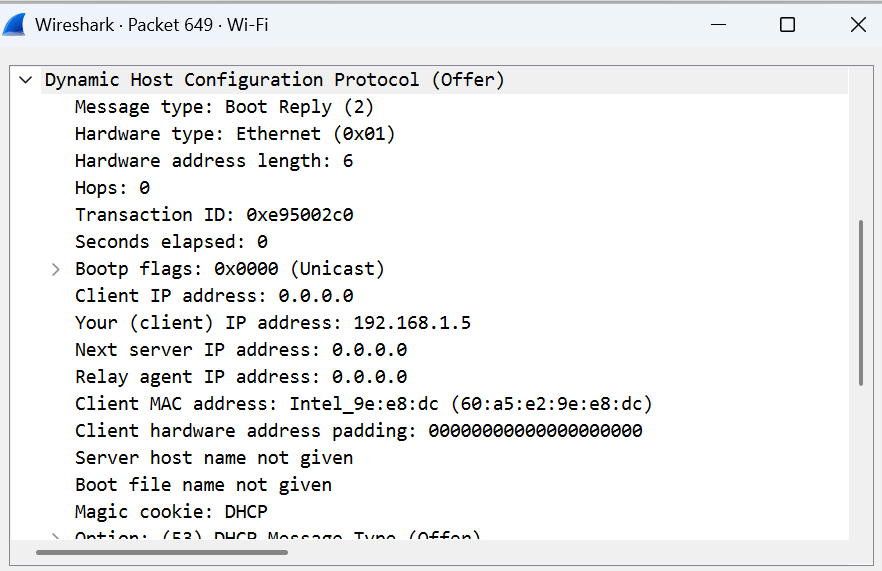 Wireshark · Packet 649 · Wi-Fi
Dynamic Host Configuration Protocol (Offer)
Message type: Boot Reply (2)
Hardware type: Ethernet (0x01)
Hardware address length: 6
Hops: 0
Transaction ID: 0xe95002c0
Seconds elapsed: 0
Bootp flags: 0x0000 (Unicast)
Client IP address: 0.0.0.0
Your (client) IP address: 192.168.1.5
Next server IP address: 0.0.0.0
Relay agent IP address: 0.0.0.0
Client MAC address: Intel_9e:e8:dc (60:a5:e2:9e:e8:dc)
Client hardware address padding: 00000000000000000000
Server host name not given
Boot file name not given
Magic cookie: DHCP
Option: (53) DHCP Message Type (Offer)